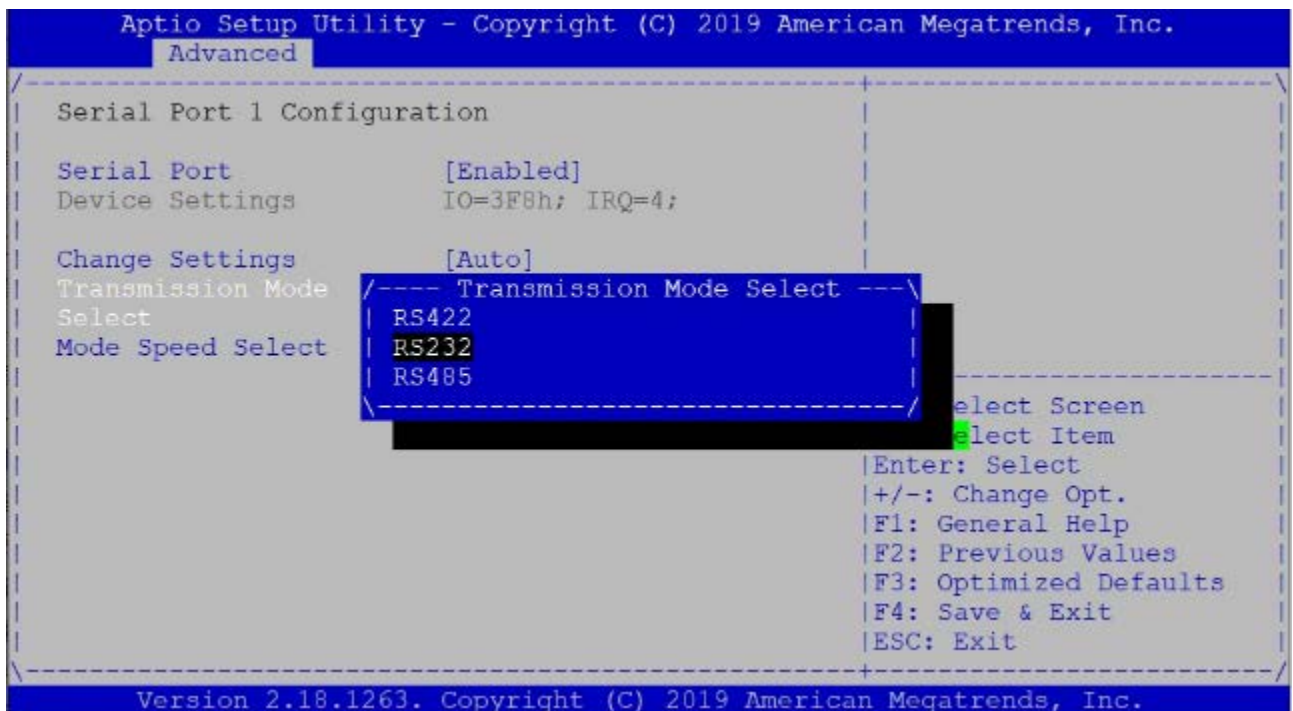 Aptio Setup Utility - Copyright (C) 2019 American Megatrends, Inc.
Advanced
Serial Port 1 Configuration
Serial Port [Enabled]
Device Settings IO=3F8h; IRQ=4;
Change Settings [Auto]
Transmission Mode
Select
Mode Speed Select
Transmission Mode Select
RS422
RS232
RS485
elect Screen
elect Item
Enter: Select
+/-: Change Opt.
F1: General Help
F2: Previous Values
F3: Optimized Defaults
F4: Save & Exit
ESC: Exit
Version 2.18.1263. Copyright (C) 2019 American Megatrends, Inc.